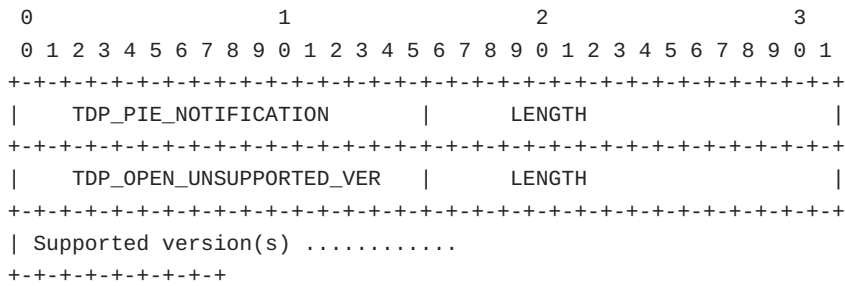 0                   1                   2                   3
 0 1 2 3 4 5 6 7 8 9 0 1 2 3 4 5 6 7 8 9 0 1 2 3 4 5 6 7 8 9 0 1
+-+-+-+-+-+-+-+-+-+-+-+-+-+-+-+-+-+-+-+-+-+-+-+-+-+-+-+-+-+-+-+-+
|    TDP_PIE_NOTIFICATION       |      LENGTH                   |
+-+-+-+-+-+-+-+-+-+-+-+-+-+-+-+-+-+-+-+-+-+-+-+-+-+-+-+-+-+-+-+-+
|    TDP_OPEN_UNSUPPORTED_VER   |      LENGTH                   |
+-+-+-+-+-+-+-+-+-+-+-+-+-+-+-+-+-+-+-+-+-+-+-+-+-+-+-+-+-+-+-+-+
| Supported version(s) ............
+-+-+-+-+-+-+-+-+